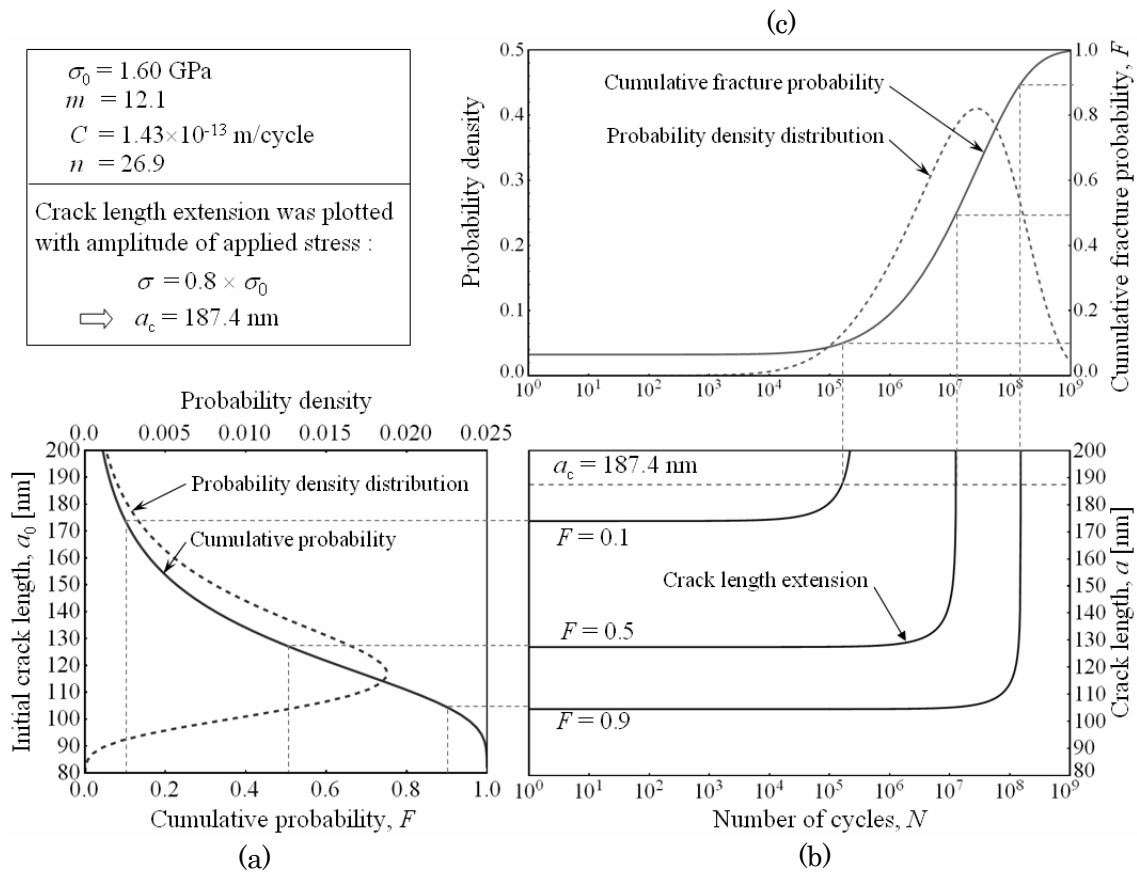 (c)
σ0 = 1.60 GPa
m = 12.1
C = 1.43×10-13 m/cycle
n = 26.9
Crack length extension was plotted
with amplitude of applied stress :
σ = 0.8 × σ0
⇨ ac = 187.4 nm
Probability density
0.5
0.4
0.3
0.2
0.1
0.0
Cumulative fracture probability
Probability density distribution
1.0
0.8
0.6
0.4
0.2
0.0
Cumulative fracture probability, F
10^0 10^1 10^2 10^3 10^4 10^5 10^6 10^7 10^8 10^9
Probability density
0.0 0.005 0.010 0.015 0.020 0.025
Initial crack length, a0 [nm]
200
190
180
170
160
150
140
130
120
110
100
90
80
Probability density distribution
Cumulative probability
0.0 0.2 0.4 0.6 0.8 1.0
Cumulative probability, F
(a)
ac = 187.4 nm
F = 0.1
Crack length extension
F = 0.5
F = 0.9
200
190
180
170
160
150
140
130
120
110
100
90
80
Crack length, a [nm]
10^0 10^1 10^2 10^3 10^4 10^5 10^6 10^7 10^8 10^9
Number of cycles, N
(b)